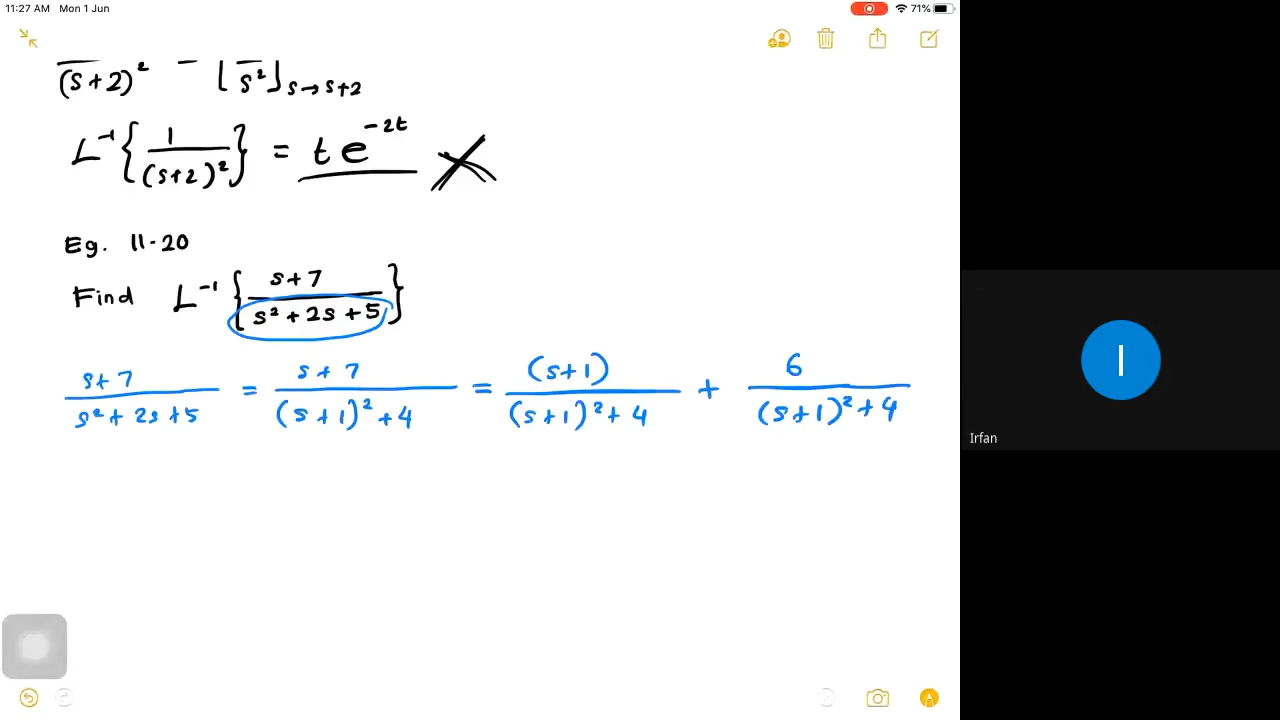 11:27 AM Mon 1 Jun 71%
(s+2)² = [s²]s→s+2
L⁻¹{1/(s+2)²} = te⁻²ᵗ
Eg. 11-20
Find L⁻¹{(s+7)/(s²+2s+5)}
(s+7)/(s²+2s+5) = (s+7)/((s+1)²+4) = (s+1)/((s+1)²+4) + 6/((s+1)²+4)
I
Irfan